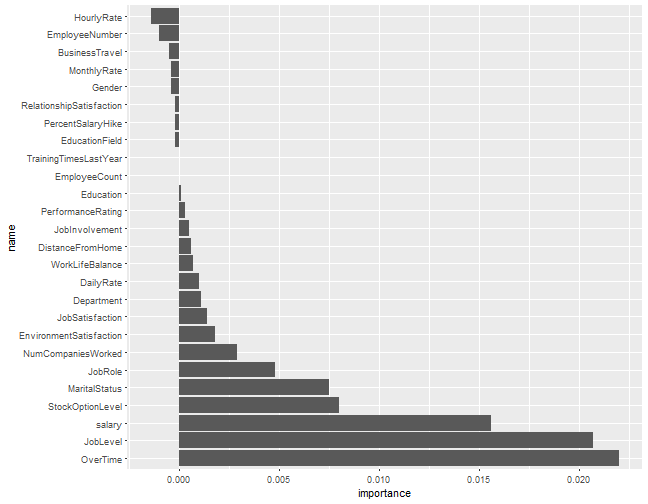 HourlyRate
EmployeeNumber
BusinessTravel
MonthlyRate
Gender
RelationshipSatisfaction
PercentSalaryHike
EducationField
TrainingTimesLastYear
EmployeeCount
Education
PerformanceRating
JobInvolvement
DistanceFromHome
WorkLifeBalance
DailyRate
Department
JobSatisfaction
EnvironmentSatisfaction
NumCompaniesWorked
JobRole
MaritalStatus
StockOptionLevel
salary
JobLevel
OverTime
name
0.000 0.005 0.010 0.015 0.020
importance